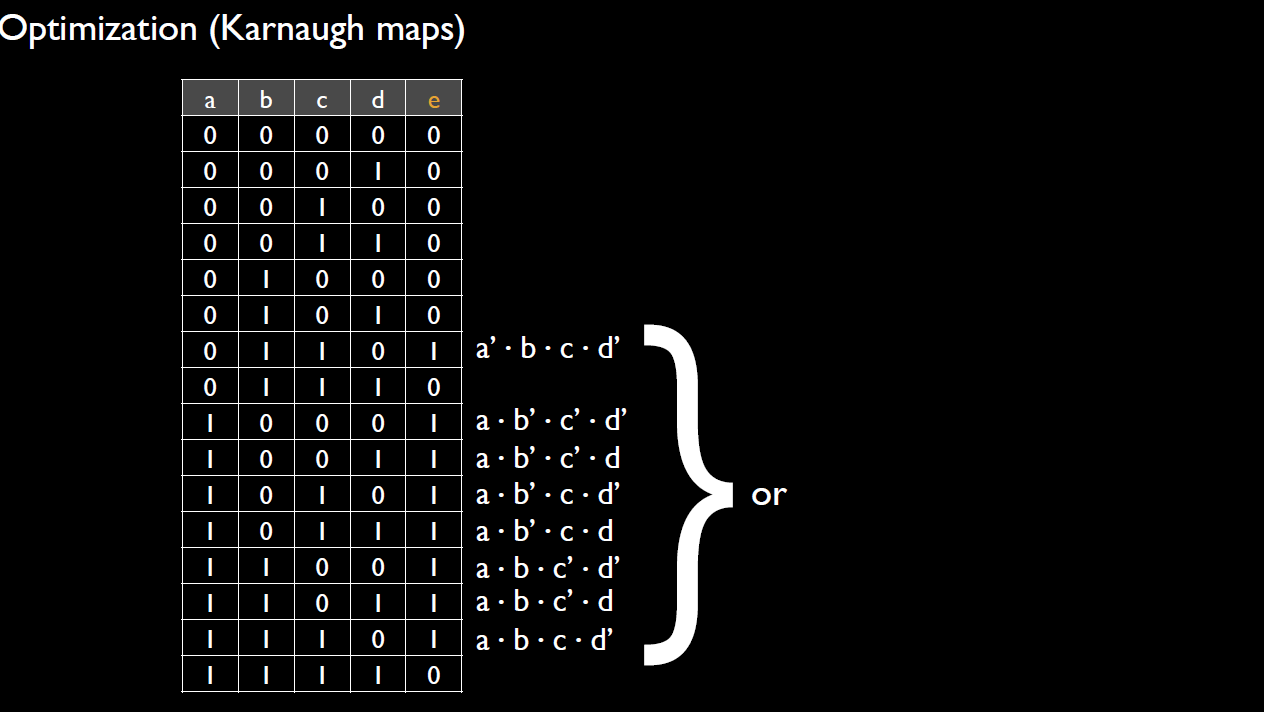 Optimization (Karnaugh maps)
a b c d e
0 0 0 0 0
0 0 0 1 0
0 0 1 0 0
0 0 1 1 0
0 1 0 0 0
0 1 0 1 0
0 1 1 0 1 a’ · b · c · d’
0 1 1 1 0
1 0 0 0 1 a · b’ · c’ · d’
1 0 0 1 1 a · b’ · c’ · d
1 0 1 0 1 a · b’ · c · d’
1 0 1 1 1 a · b’ · c · d
1 1 0 0 1 a · b · c’ · d’
1 1 0 1 1 a · b · c’ · d
1 1 1 0 1 a · b · c · d’
1 1 1 1 0
} or